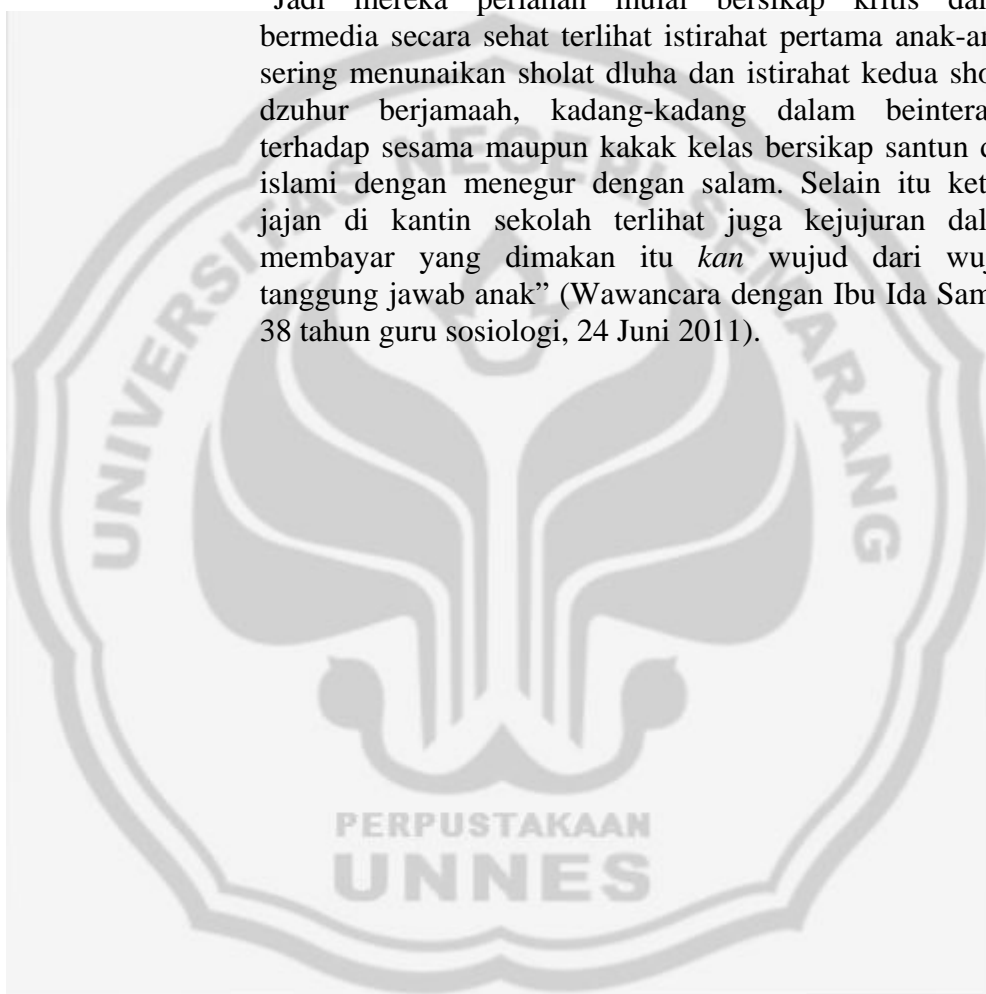 "Jadi mereka perlahan mulai bersikap kritis
bermedia secara sehat terlihat istirahat pertama
sering menunaikan sholat dluha dan istirahat kedua
dzuhur berjamaah, kadang-kadang dalam
terhadap sesama maupun kakak kelas bersikap santun
islami dengan menegur dengan salam. Selain itu
jajan di kantin sekolah terlihat juga kejujuran
membayar yang dimakan itu kan wujud dari
tanggung jawab anak" (Wawancara dengan Ibu Ida
38 tahun guru sosiologi, 24 Juni 2011).
UNIVERSITAS NEGERI SEMARANG
PERPUSTAKAAN
UNNES